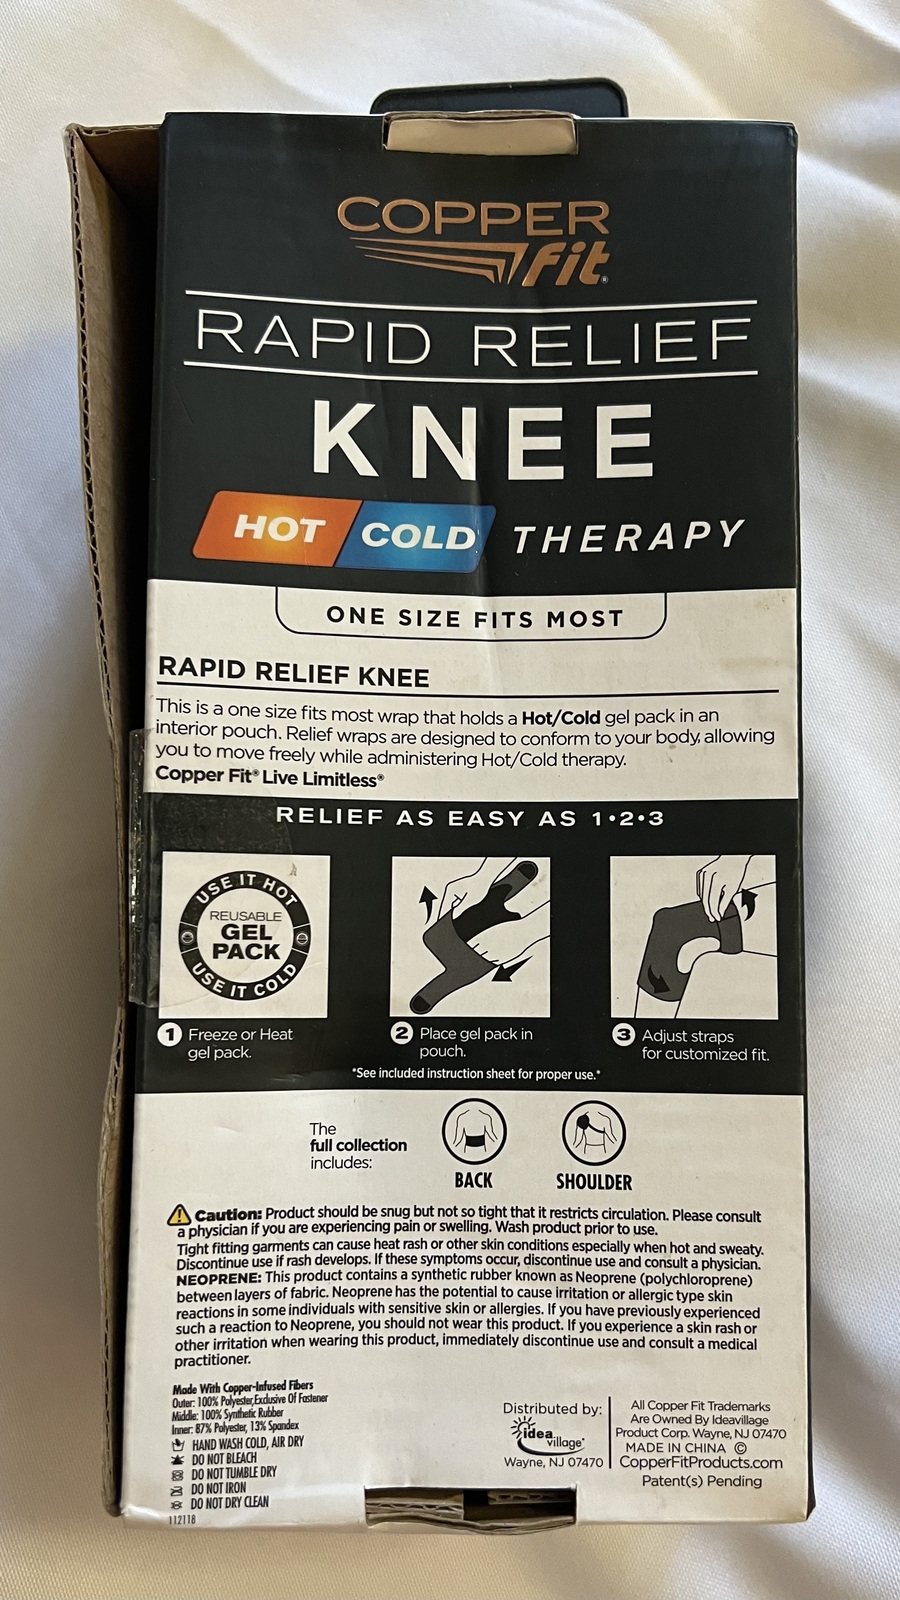 COPPER
fit®
RAPID RELIEF
KNEE
HOT COLD THERAPY
ONE SIZE FITS MOST
RAPID RELIEF KNEE
This is a one size fits most wrap that holds a Hot/Cold gel pack in an
interior pouch. Relief wraps are designed to conform to your body, allowing
you to move freely while administering Hot/Cold therapy.
Copper Fit® Live Limitless®
RELIEF AS EASY AS 1•2•3
USE IT HOT
REUSABLE
GEL
PACK
USE IT COLD
1 Freeze or Heat
gel pack.
2 Place gel pack in
pouch.
3 Adjust straps
for customized fit.
*See included instruction sheet for proper use.*
The
full collection
includes:
BACK
SHOULDER
Caution: Product should be snug but not so tight that it restricts circulation. Please consult
a physician if you are experiencing pain or swelling. Wash product prior to use.
Tight fitting garments can cause heat rash or other skin conditions especially when hot and sweaty.
Discontinue use if rash develops. If these symptoms occur, discontinue use and consult a physician.
NEOPRENE: This product contains a synthetic rubber known as Neoprene (polychloroprene)
between layers of fabric. Neoprene has the potential to cause irritation or allergic type skin
reactions in some individuals with sensitive skin or allergies. If you have previously experienced
such a reaction to Neoprene, you should not wear this product. If you experience a skin rash or
other irritation when wearing this product, immediately discontinue use and consult a medical
practitioner.
Made With Copper-Infused Fibers
Outer: 100% Polyester,Exclusive Of Fastener
Middle: 100% Synthetic Rubber
Inner: 87% Polyester, 13% Spandex
HAND WASH COLD, AIR DRY
DO NOT BLEACH
DO NOT TUMBLE DRY
DO NOT IRON
DO NOT DRY CLEAN
112118
Distributed by:
idea
village®
Wayne, NJ 07470
All Copper Fit Trademarks
Are Owned By Ideavillage
Product Corp. Wayne, NJ 07470
MADE IN CHINA ©
CopperFitProducts.com
Patent(s) Pending